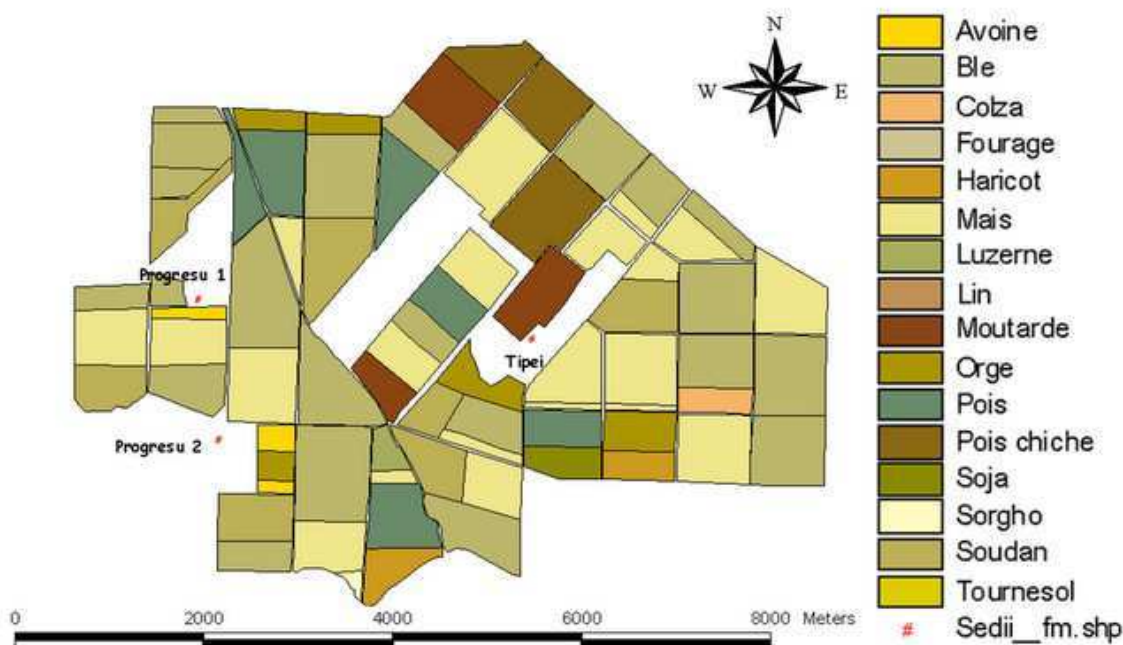 N
W
E
S
Progresu 1
Tipei
Progresu 2
0 2000 4000 6000 8000 Meters
Avoine
Ble
Colza
Fourage
Haricot
Mais
Luzerne
Lin
Moutarde
Orge
Pois
Pois chiche
Soja
Sorgho
Soudan
Tournesol
# Sedii__fm.shp